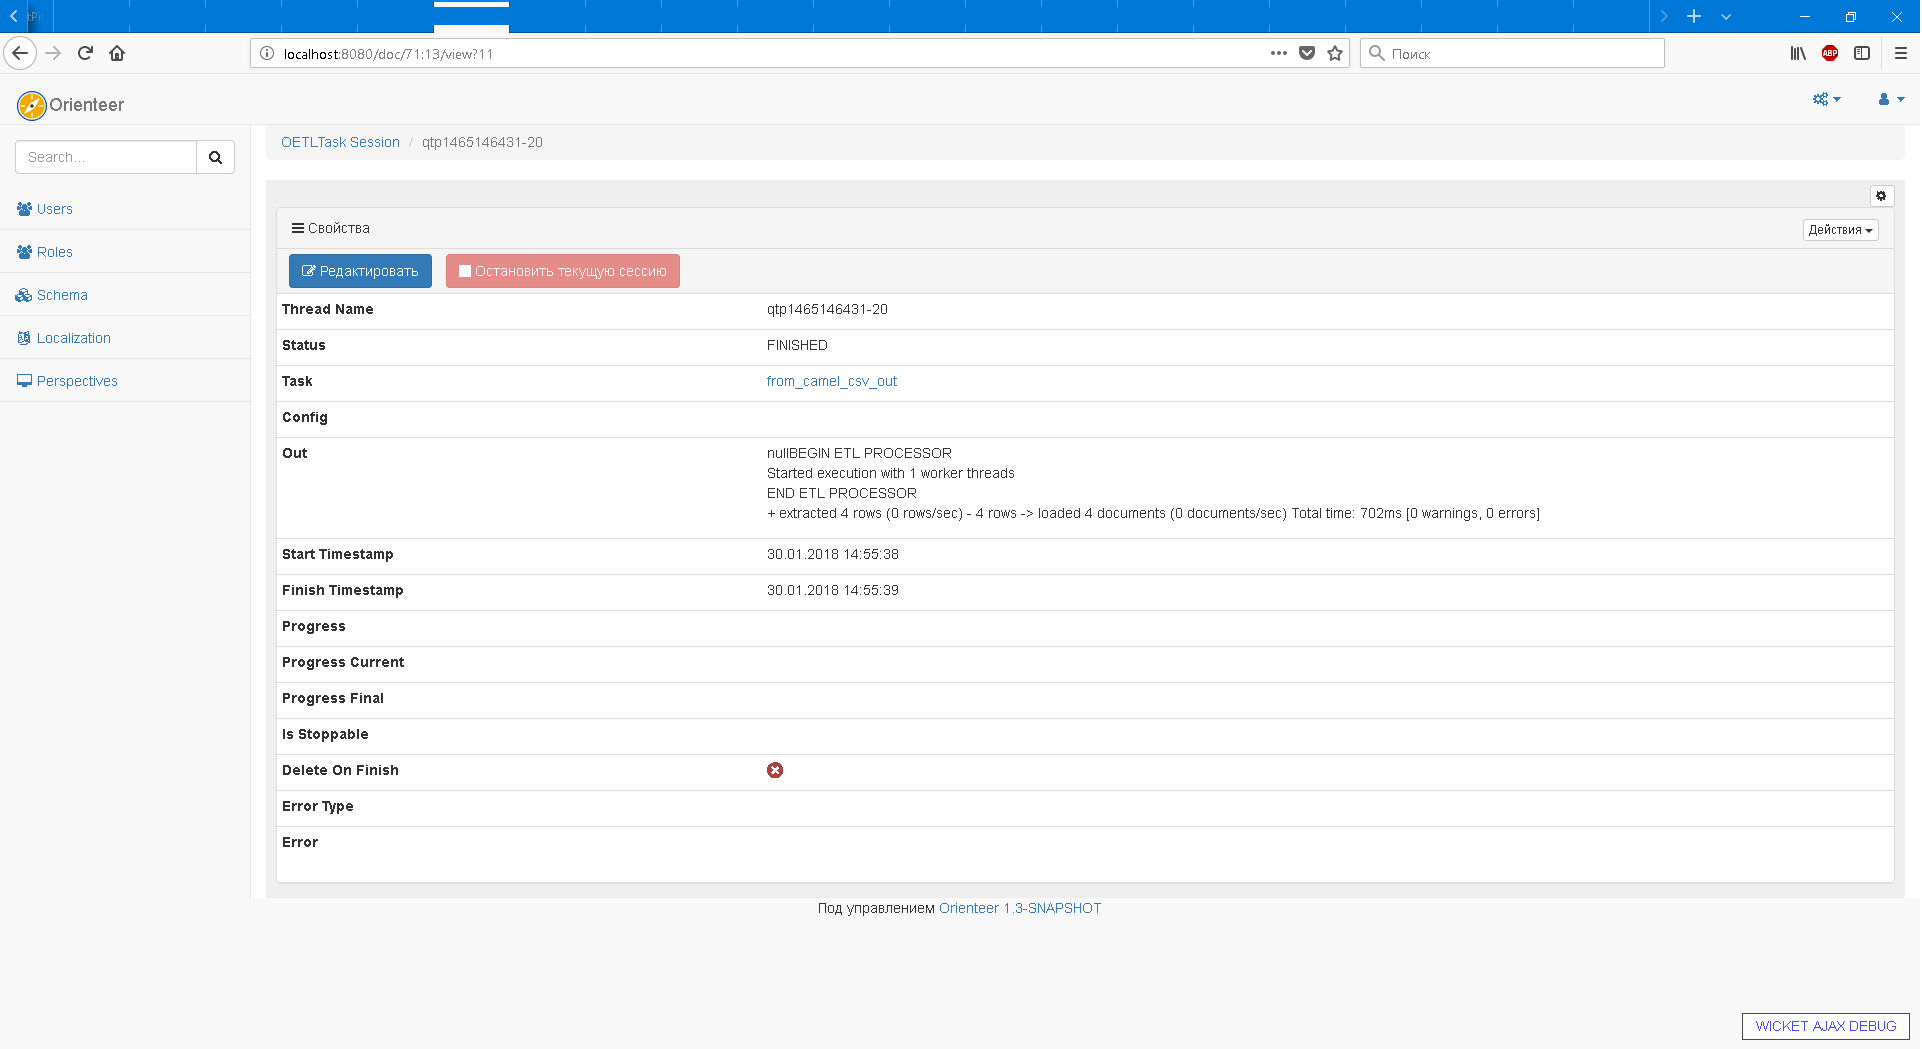 localhost:8080/doc/71:13/view?11
Поиск
ABP
Orienteer
OETLTask Session / qtp1465146431-20
Search...
Users
Roles
Schema
Localization
Perspectives
Свойства
Действия
Редактировать
Остановить текущую сессию
Thread Name qtp1465146431-20
Status FINISHED
Task from_camel_csv_out
Config
Out nullBEGIN ETL PROCESSOR
Started execution with 1 worker threads
END ETL PROCESSOR
+ extracted 4 rows (0 rows/sec) - 4 rows -> loaded 4 documents (0 documents/sec) Total time: 702ms [0 warnings, 0 errors]
Start Timestamp 30.01.2018 14:55:38
Finish Timestamp 30.01.2018 14:55:39
Progress
Progress Current
Progress Final
Is Stoppable
Delete On Finish
Error Type
Error
Под управлением Orienteer 1.3-SNAPSHOT
WICKET AJAX DEBUG